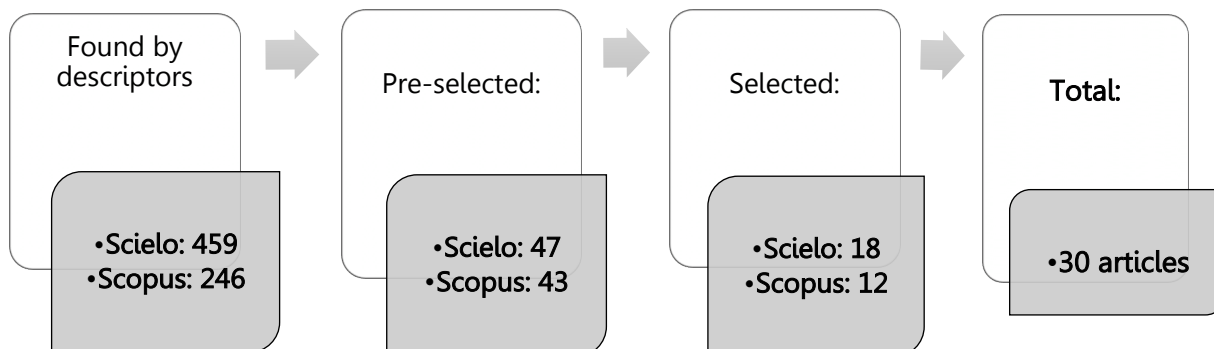 Found by
descriptors
•Scielo: 459
•Scopus: 246
Pre-selected:
•Scielo: 47
•Scopus: 43
Selected:
•Scielo: 18
•Scopus: 12
Total:
•30 articles